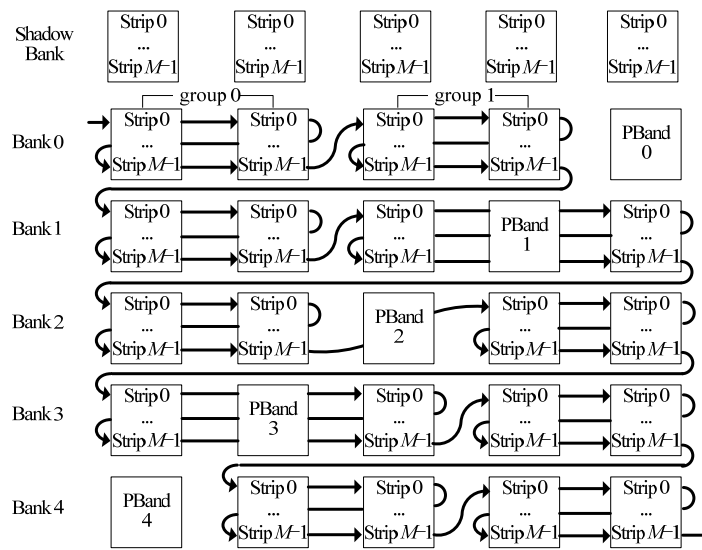 Shadow Bank
Strip 0 Strip 0 Strip 0 Strip 0 Strip 0
... ... ... ... ...
Strip M−1 Strip M−1 Strip M−1 Strip M−1 Strip M−1
group 0 group 1
Bank 0
Strip 0 Strip 0 Strip 0 Strip 0 PBand 0
... ... ... ...
Strip M−1 Strip M−1 Strip M−1 Strip M−1
Bank 1
Strip 0 Strip 0 Strip 0 PBand 1 Strip 0
... ... ... ...
Strip M−1 Strip M−1 Strip M−1 Strip M−1
Bank 2
Strip 0 Strip 0 PBand 2 Strip 0 Strip 0
... ... ... ...
Strip M−1 Strip M−1 Strip M−1 Strip M−1
Bank 3
Strip 0 PBand 3 Strip 0 Strip 0 Strip 0
... ... ... ...
Strip M−1 Strip M−1 Strip M−1 Strip M−1
Bank 4
PBand 4 Strip 0 Strip 0 Strip 0 Strip 0
... ... ... ...
Strip M−1 Strip M−1 Strip M−1 Strip M−1